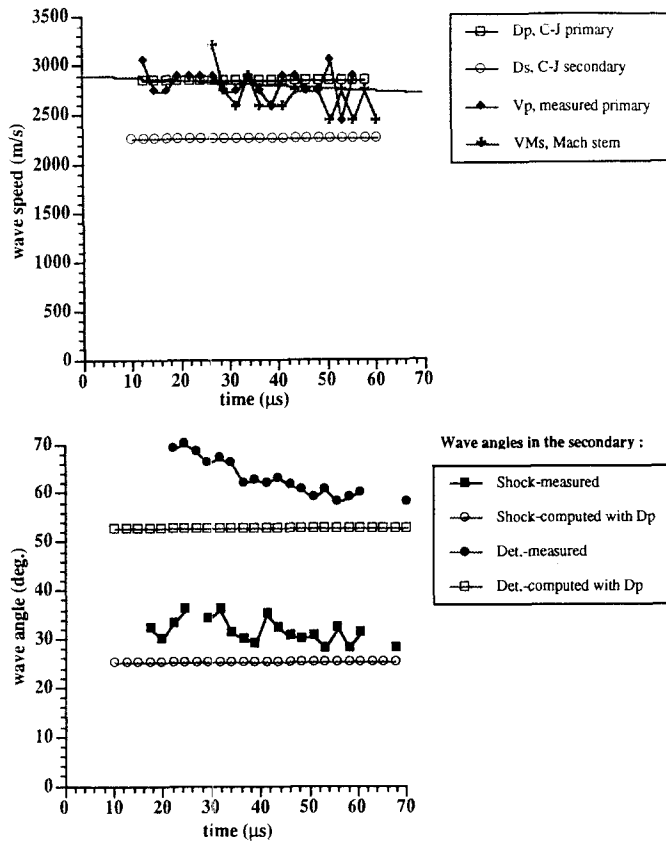 3500
3000
2500
2000
1500
1000
500
0
wave speed (m/s)
0 10 20 30 40 50 60 70
time (µs)
Dp, C-J primary
Ds, C-J secondary
Vp, measured primary
VMs, Mach stem
70
60
50
40
30
20
10
0
wave angle (deg.)
0 10 20 30 40 50 60 70
time (µs)
Wave angles in the secondary :
Shock-measured
Shock-computed with Dp
Det.-measured
Det.-computed with Dp